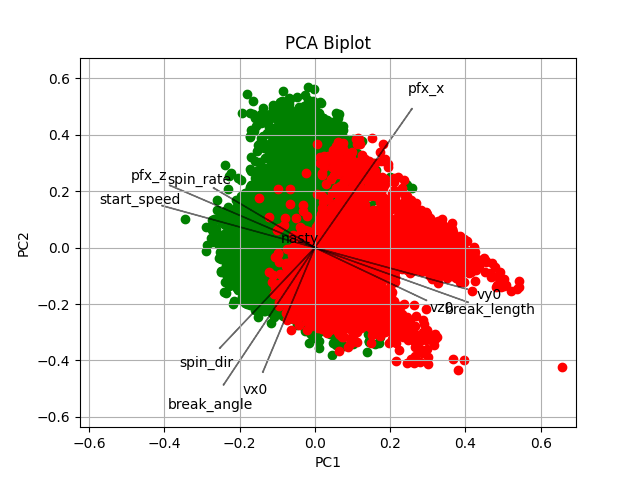 PCA Biplot
0.6
0.4
0.2
0.0
−0.2
−0.4
−0.6
PC2
pfx_x
pfx_z
spin_rate
start_speed
nasty
vy0
vz0
break_length
spin_dir
vx0
break_angle
−0.6 −0.4 −0.2 0.0 0.2 0.4 0.6
PC1